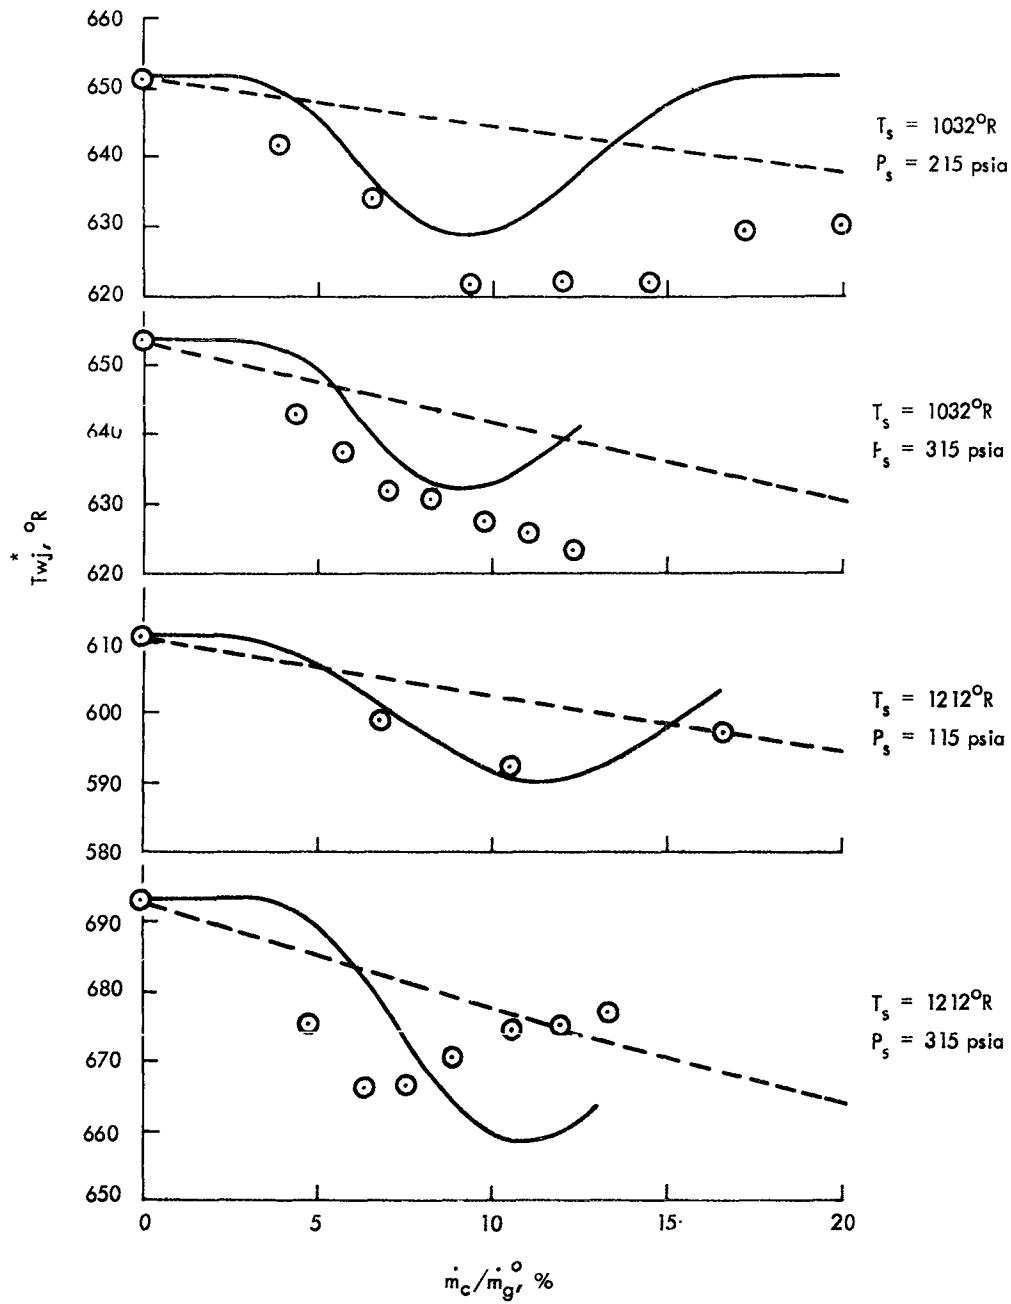 660
650
640
630
620
T_s = 1032°R
P_s = 215 psia
650
640
630
620
T_s = 1032°R
P_s = 315 psia
T*wj, °R
610
600
590
580
T_s = 1212°R
P_s = 115 psia
690
680
670
660
650
T_s = 1212°R
P_s = 315 psia
0 5 10 15 20
ṁ_c/ṁ_g°, %